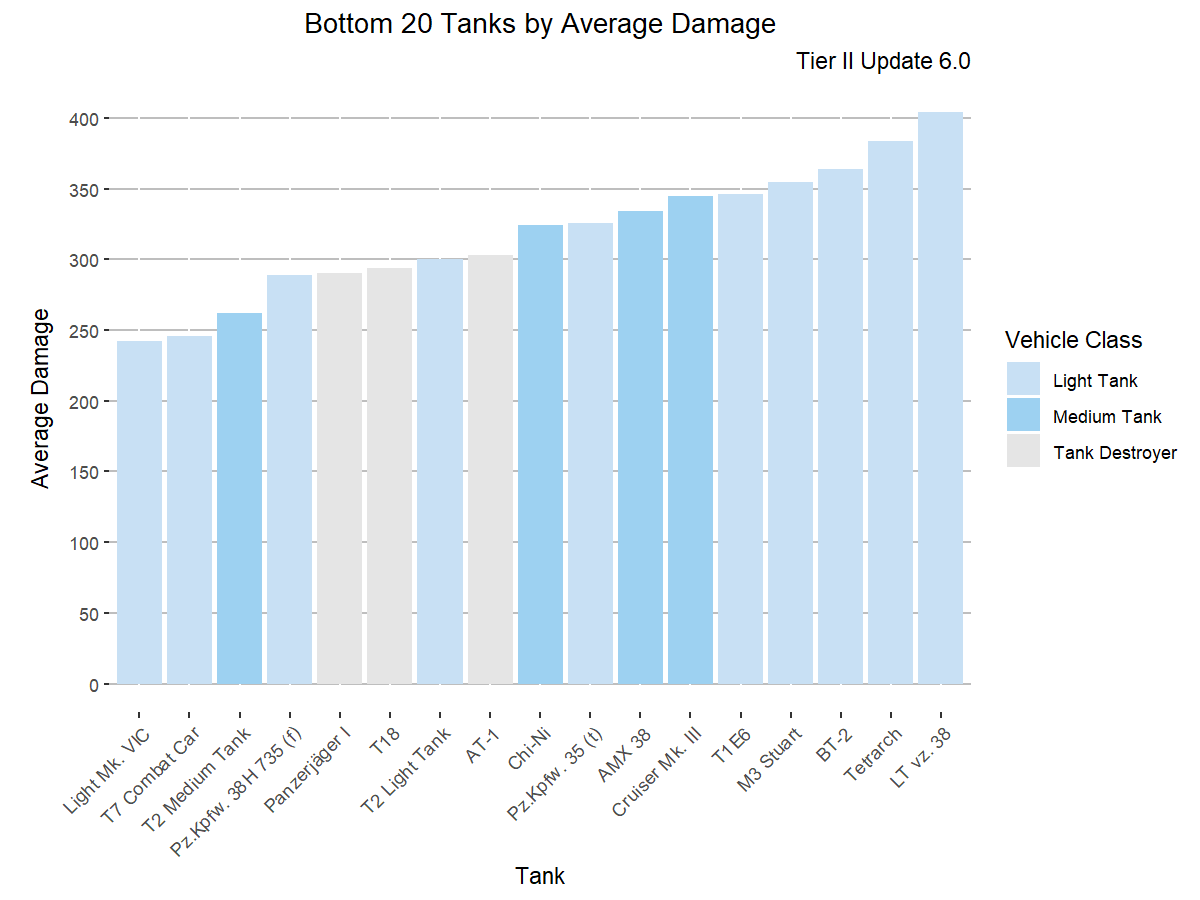 Bottom 20 Tanks by Average Damage
Tier II Update 6.0
Average Damage
400
350
300
250
200
150
100
50
0
Light Mk. VIC
T7 Combat Car
T2 Medium Tank
Pz.Kpfw. 38H 735 (f)
Panzerjäger I
T18
T2 Light Tank
AT-1
Chi-Ni
Pz.Kpfw. 35 (t)
AMX 38
Cruiser Mk. III
T1E6
M3 Stuart
BT-2
Tetrarch
LT vz. 38
Tank
Vehicle Class
Light Tank
Medium Tank
Tank Destroyer